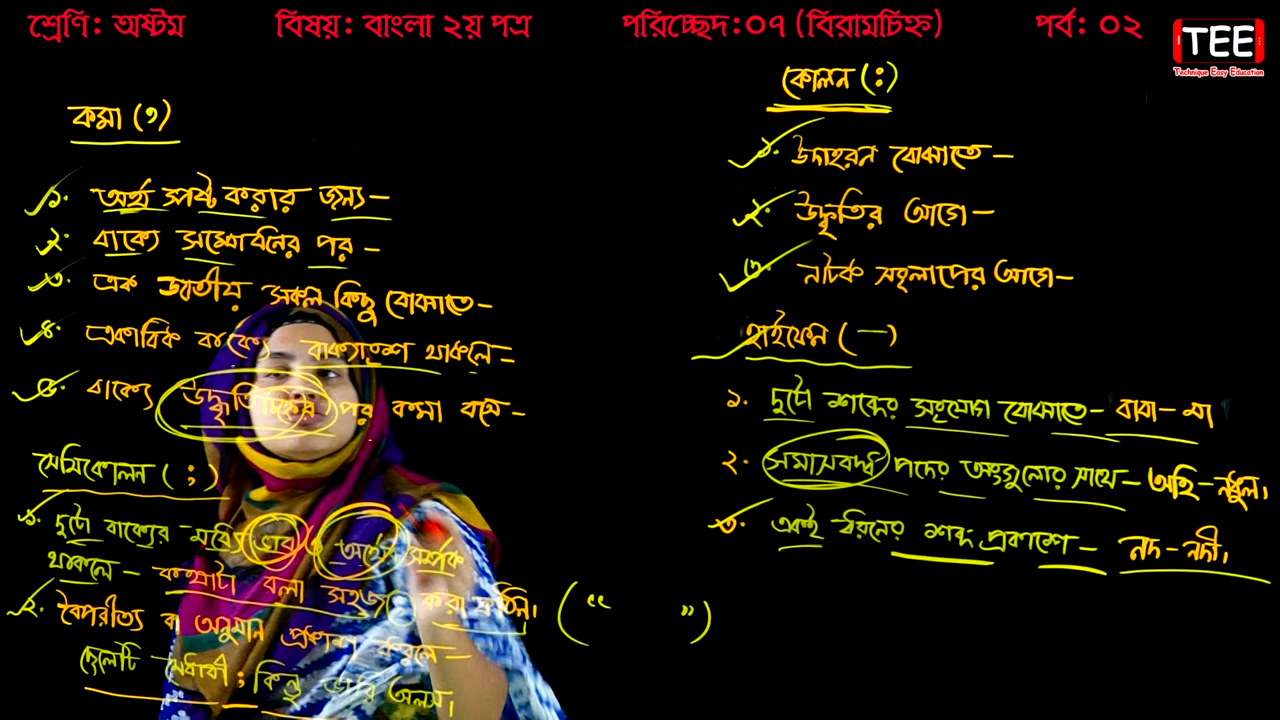 শ্রেণি: অষ্টম
বিষয়: বাংলা ২য় পত্র
পরিচ্ছেদ:০৭ (বিরামচিহ্ন)
পর্ব: ০২
TEE
Technique Easy Education
কমা (,)
১. অর্থ স্পষ্ট করার জন্য –
২. বাক্যে সম্বোধনের পর –
৩. এক জাতীয় সকল কিছু বোঝাতে –
৪. একাধিক বাক্যে বাক্যাংশ থাকলে –
৫. বাক্যে উদ্ধৃতিচিহ্নের পর কমা বসে –
সেমিকোলন ( ; )
১. দুটো বাক্যের মধ্যে ভাব ও অর্থের সম্পর্ক
থাকলে – কথাটা বলা সহজ; করা কঠিন।
২. বৈপরীত্য বা অনুমান প্রকাশ করলে –
ছেলেটি মেধাবী; কিন্তু ভারি অলস।
(“ ”)
কোলন (:)
১. উদাহরন বোঝাতে –
২. উদ্ধৃতির আগে –
৩. নাটক সংলাপের আগে –
হাইফেন ( — )
১. দুটো শব্দের সংযোগ বোঝাতে – বাবা – মা
২. সমাসবদ্ধ পদের অংশগুলোর সাথে – অহি – নকুল।
৩. একই ধরনের শব্দ প্রকাশে – নদ – নদী।